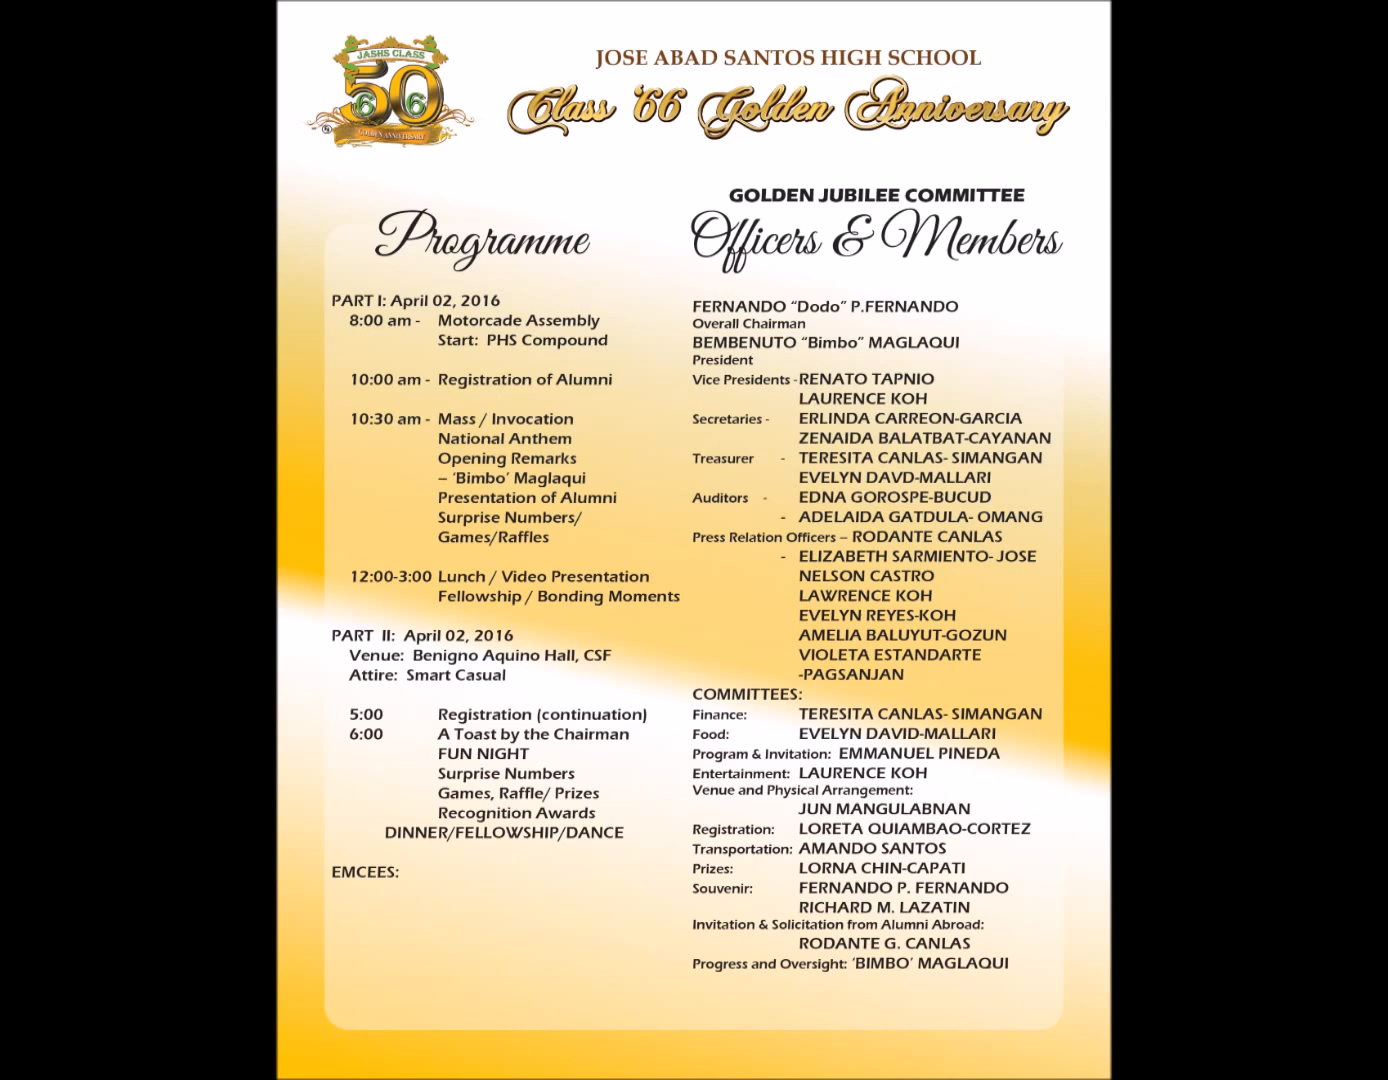 JASHS CLASS
50
6 6
GOLDEN ANNIVERSARY
JOSE ABAD SANTOS HIGH SCHOOL
Class '66 Golden Anniversary
Programme
PART I: April 02, 2016
8:00 am - Motorcade Assembly
Start: PHS Compound
10:00 am - Registration of Alumni
10:30 am - Mass / Invocation
National Anthem
Opening Remarks
– 'Bimbo' Maglaqui
Presentation of Alumni
Surprise Numbers/
Games/Raffles
12:00-3:00 Lunch / Video Presentation
Fellowship / Bonding Moments
PART II: April 02, 2016
Venue: Benigno Aquino Hall, CSF
Attire: Smart Casual
5:00 Registration (continuation)
6:00 A Toast by the Chairman
FUN NIGHT
Surprise Numbers
Games, Raffle/ Prizes
Recognition Awards
DINNER/FELLOWSHIP/DANCE
EMCEES:
GOLDEN JUBILEE COMMITTEE
Officers & Members
FERNANDO "Dodo" P.FERNANDO
Overall Chairman
BEMBENUTO "Bimbo" MAGLAQUI
President
Vice Presidents - RENATO TAPNIO
LAURENCE KOH
Secretaries - ERLINDA CARREON-GARCIA
ZENAIDA BALATBAT-CAYANAN
Treasurer - TERESITA CANLAS- SIMANGAN
EVELYN DAVD-MALLARI
Auditors - EDNA GOROSPE-BUCUD
- ADELAIDA GATDULA- OMANG
Press Relation Officers – RODANTE CANLAS
- ELIZABETH SARMIENTO- JOSE
NELSON CASTRO
LAWRENCE KOH
EVELYN REYES-KOH
AMELIA BALUYUT-GOZUN
VIOLETA ESTANDARTE
-PAGSANJAN
COMMITTEES:
Finance: TERESITA CANLAS- SIMANGAN
Food: EVELYN DAVID-MALLARI
Program & Invitation: EMMANUEL PINEDA
Entertainment: LAURENCE KOH
Venue and Physical Arrangement:
JUN MANGULABNAN
Registration: LORETA QUIAMBAO-CORTEZ
Transportation: AMANDO SANTOS
Prizes: LORNA CHIN-CAPATI
Souvenir: FERNANDO P. FERNANDO
RICHARD M. LAZATIN
Invitation & Solicitation from Alumni Abroad:
RODANTE G. CANLAS
Progress and Oversight: 'BIMBO' MAGLAQUI